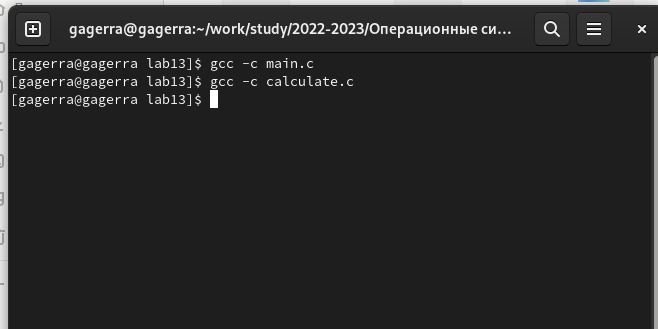 gagerra@gagerra:~/work/study/2022-2023/Операционные си...
[gagerra@gagerra lab13]$ gcc -c main.c
[gagerra@gagerra lab13]$ gcc -c calculate.c
[gagerra@gagerra lab13]$